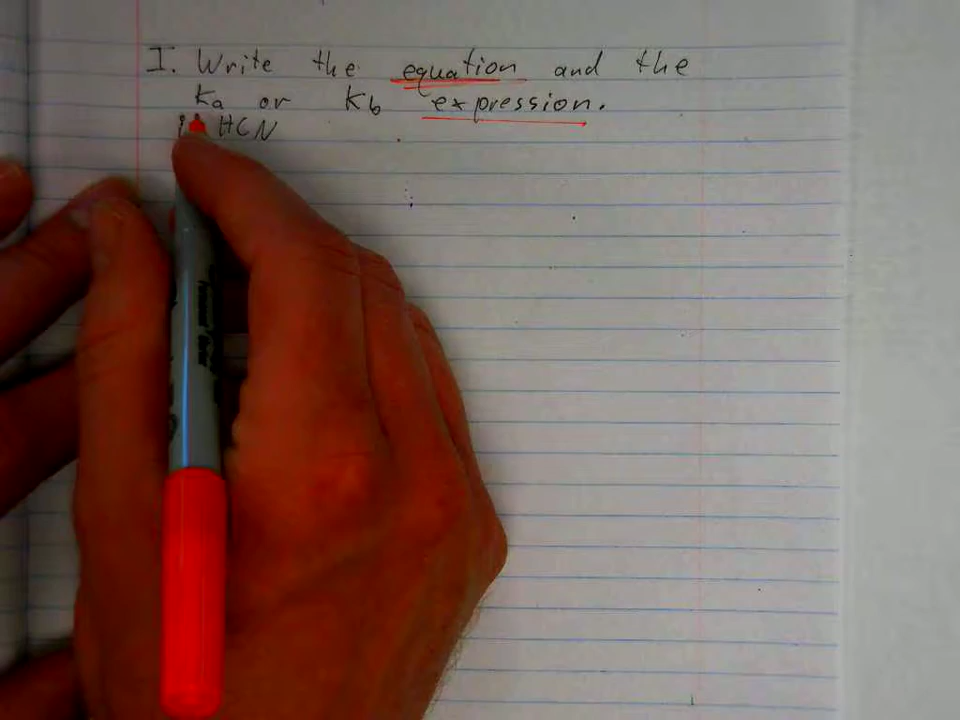 I. Write the equation and the
Ka or Kb expression.
HCN